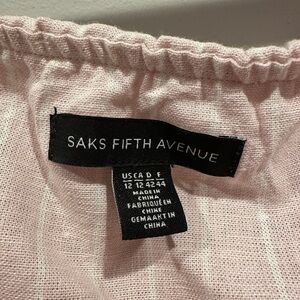 SAKS FIFTH AVENUE
US CA D F
12 12 42 44
MADE IN
CHINA
FABRIQUÉ EN
CHINE
GEMAAKT IN
CHINA